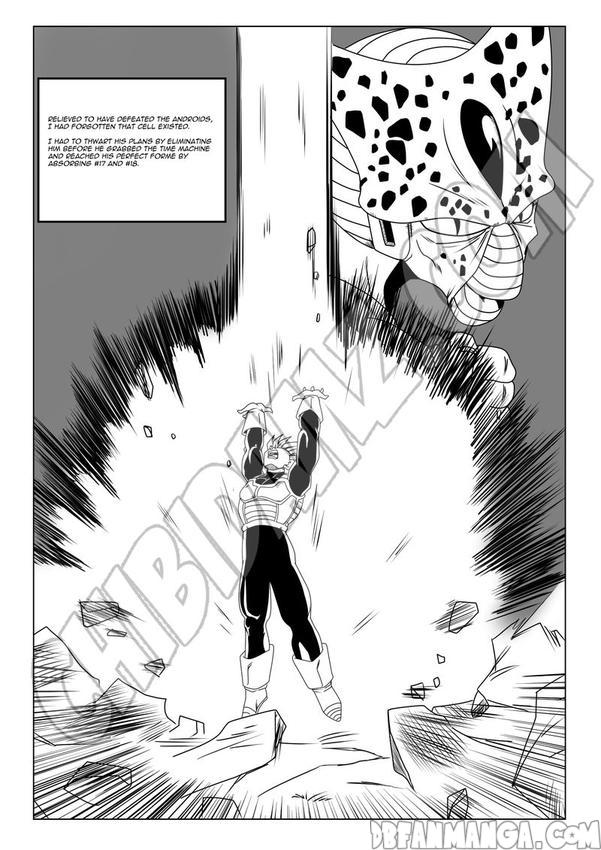 RELIEVED TO HAVE DEFEATED THE ANDROIDS,
I HAD FORGOTTEN THAT CELL EXISTED.
I HAD TO THWART HIS PLANS BY ELIMINATING
HIM BEFORE HE GRABBED THE TIME MACHINE
AND REACHED HIS PERFECT FORME BY
ABSORBING #17 AND #18.
DBFANMANGA.COM